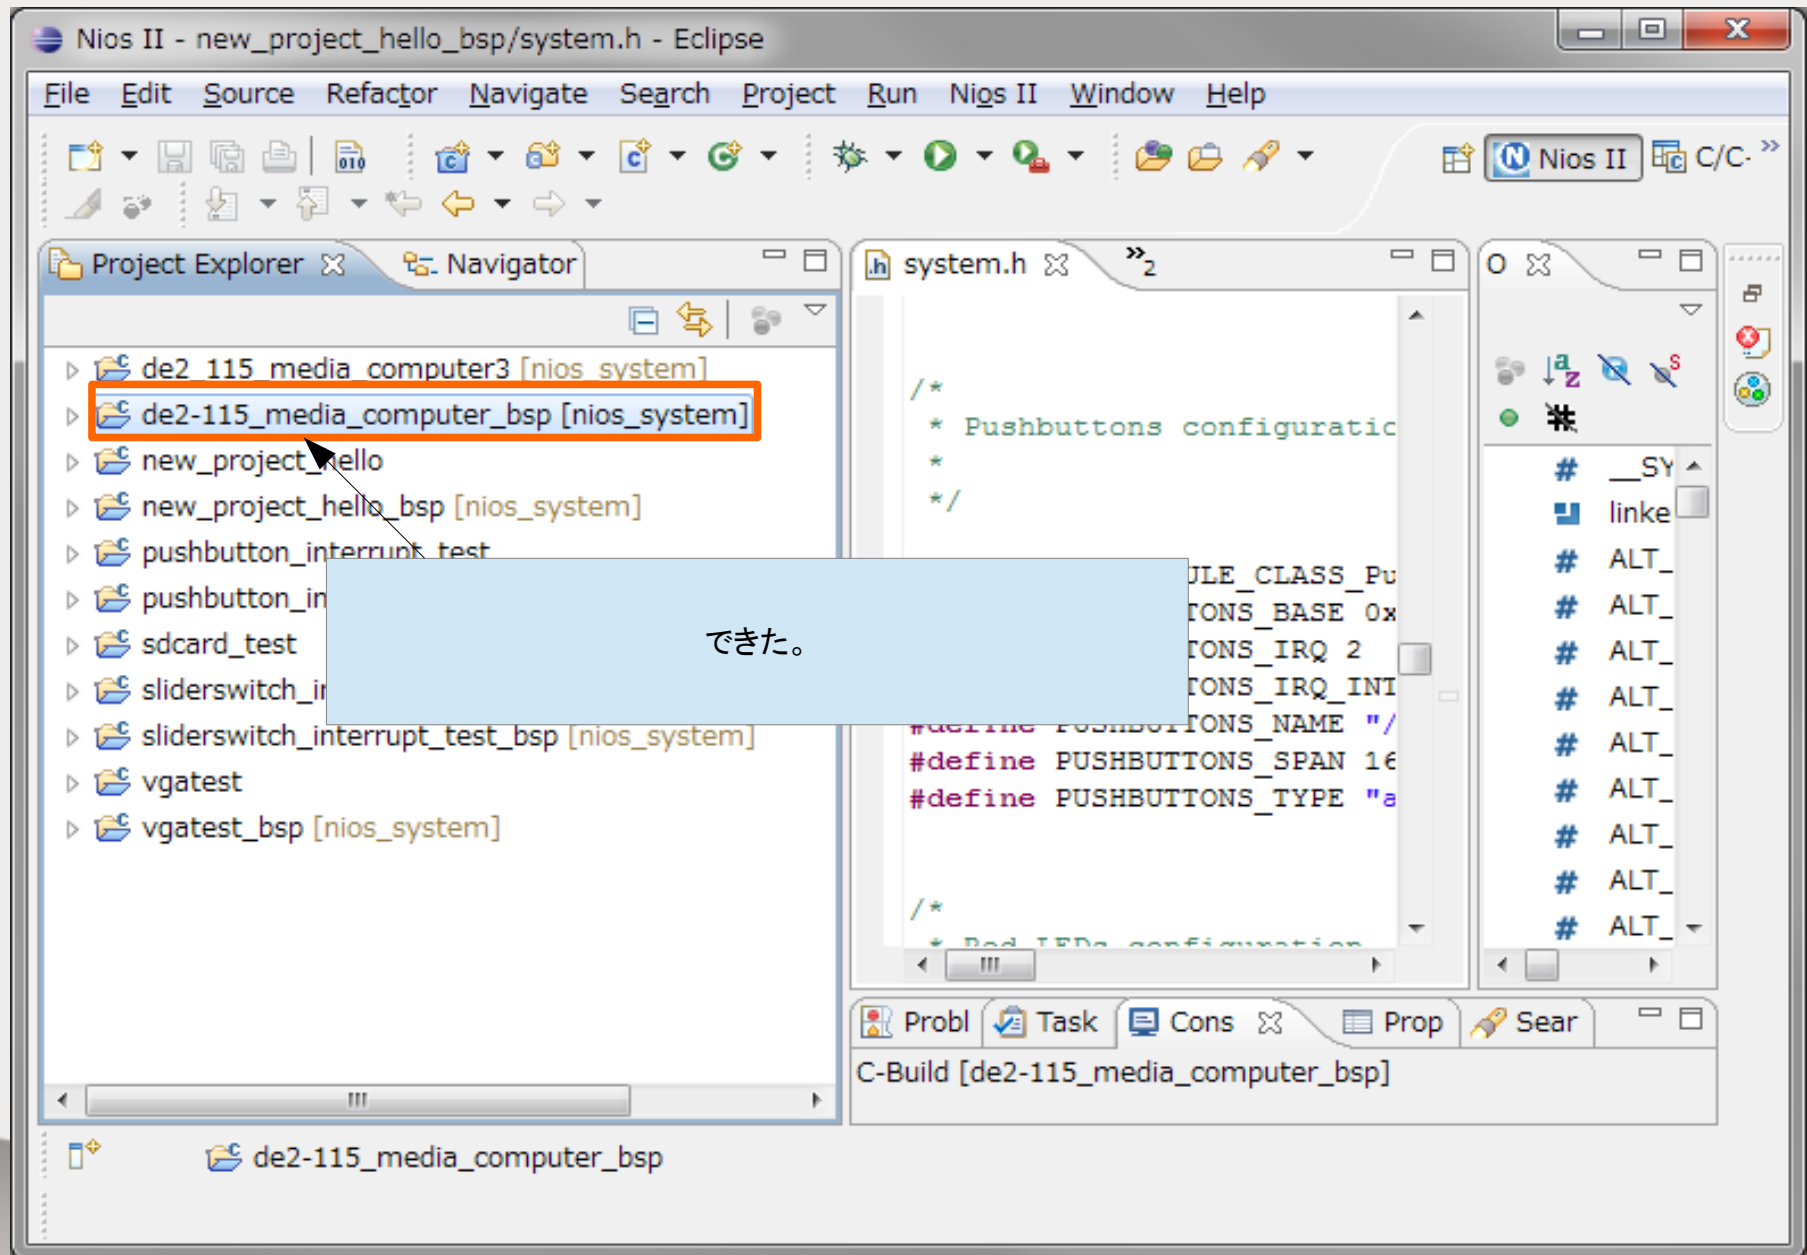 Nios II - new_project_hello_bsp/system.h - Eclipse
File Edit Source Refactor Navigate Search Project Run Nios II Window Help
Nios II C/C-
Project Explorer Navigator
system.h 2
O
de2_115_media_computer3 [nios_system]
de2-115_media_computer_bsp [nios_system]
new_project_hello
new_project_hello_bsp [nios_system]
pushbutton_interrupt_test
pushbutton_in
sdcard_test
sliderswitch_in
sliderswitch_interrupt_test_bsp [nios_system]
vgatest
vgatest_bsp [nios_system]
できた。
/*
* Pushbuttons configuratic
*
*/
ULE_CLASS_Pu
TONS_BASE 0x
TONS_IRQ 2
TONS_IRQ_INT
#define PUSHBUTTONS_NAME "/
#define PUSHBUTTONS_SPAN 16
#define PUSHBUTTONS_TYPE "a
/*
* Red LEDs configuration
__SY
linke
ALT_
ALT_
ALT_
ALT_
ALT_
ALT_
ALT_
ALT_
ALT_
Probl Task Cons Prop Sear
C-Build [de2-115_media_computer_bsp]
de2-115_media_computer_bsp